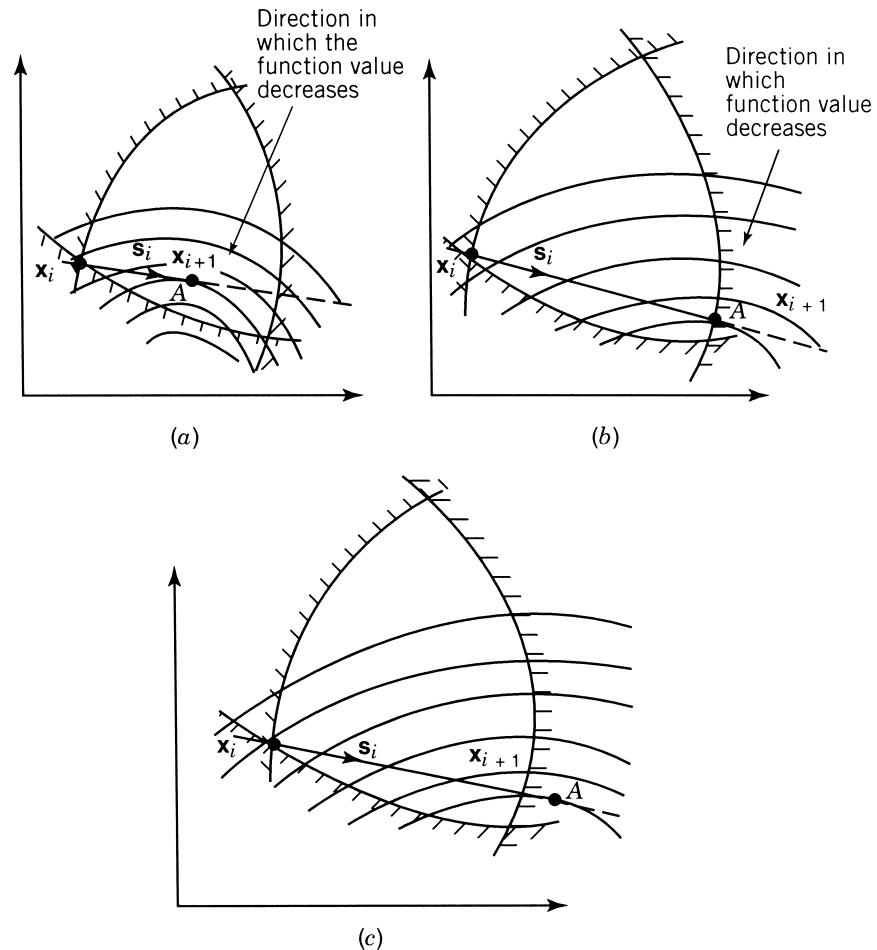 Direction in
which the
function value
decreases
x_i
s_i
x_{i+1}
A
(a)
Direction in
which
function value
decreases
x_i
s_i
x_{i + 1}
A
(b)
x_i
s_i
x_{i + 1}
A
(c)